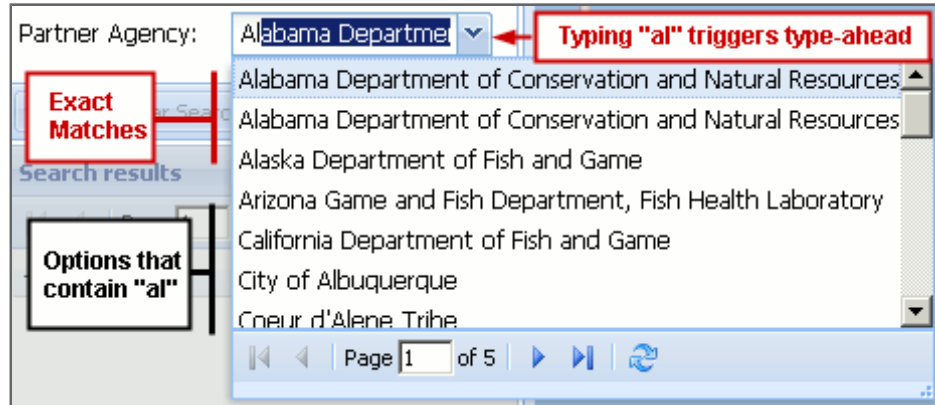 Partner Agency:
Alabama Departme
Typing "al" triggers type-ahead
Alabama Department of Conservation and Natural Resources
Exact
Matches
Alabama Department of Conservation and Natural Resources
Alaska Department of Fish and Game
Search results
Arizona Game and Fish Department, Fish Health Laboratory
California Department of Fish and Game
Options that
contain "al"
City of Albuquerque
Coeur d'Alene Tribe
Page 1 of 5